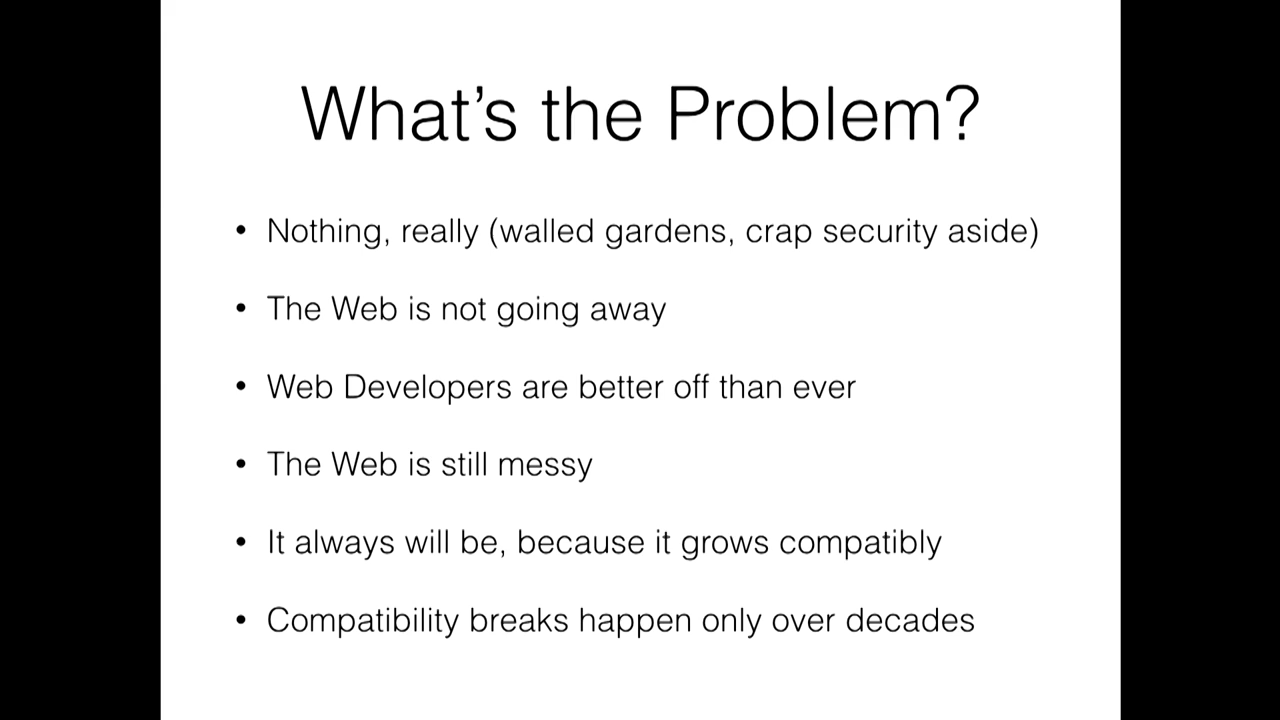 What’s the Problem?
• Nothing, really (walled gardens, crap security aside)
• The Web is not going away
• Web Developers are better off than ever
• The Web is still messy
• It always will be, because it grows compatibly
• Compatibility breaks happen only over decades